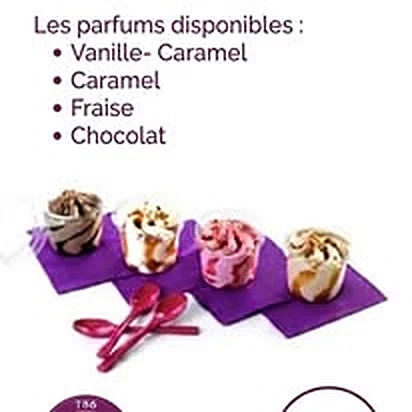 Les parfums disponibles :
• Vanille- Caramel
• Caramel
• Fraise
• Chocolat